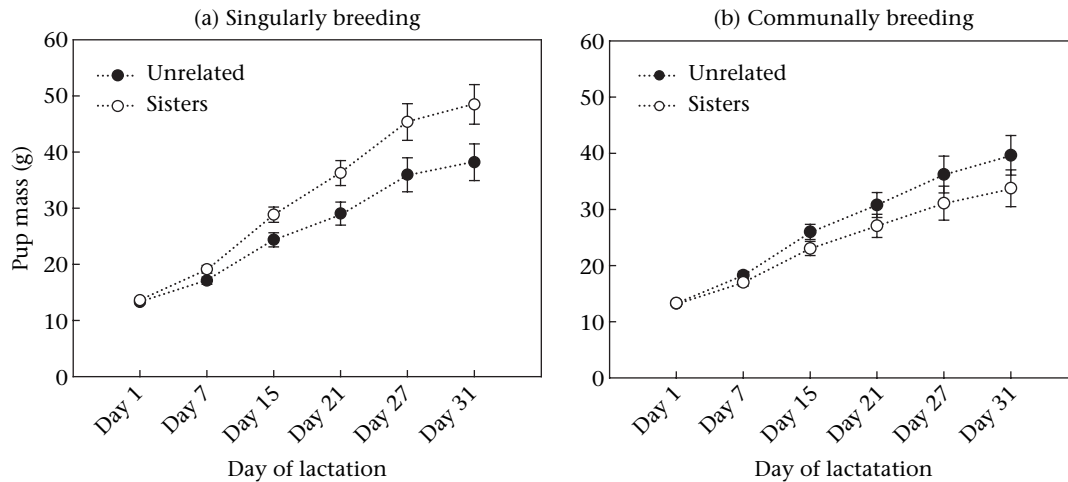 (a) Singularly breeding
60
50
40
30
20
10
0
Pup mass (g)
Unrelated
Sisters
Day 1
Day 7
Day 15
Day 21
Day 27
Day 31
Day of lactation
(b) Communally breeding
60
50
40
30
20
10
0
Unrelated
Sisters
Day 1
Day 7
Day 15
Day 21
Day 27
Day 31
Day of lactatation